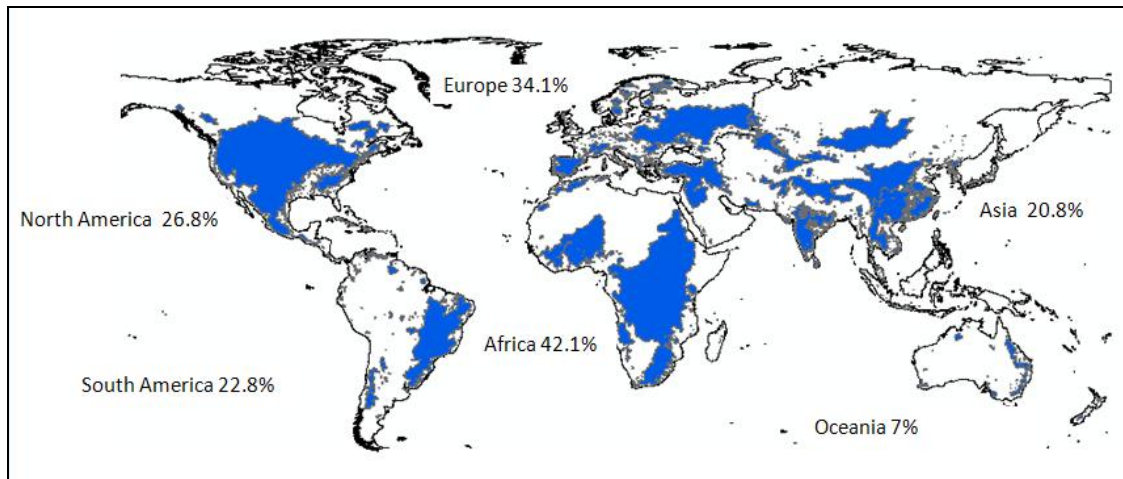 Europe 34.1%
North America  26.8%
Asia  20.8%
Africa 42.1%
South America 22.8%
Oceania 7%